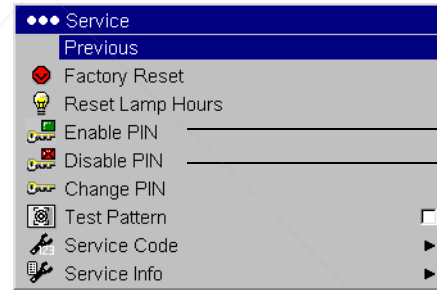 ••• Service
Previous
Factory Reset
Reset Lamp Hours
Enable PIN
Disable PIN
Change PIN
Test Pattern
Service Code
Service Info